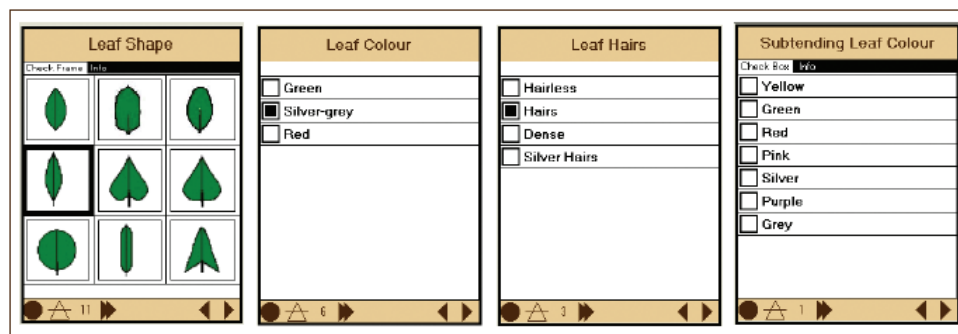 Leaf Shape
Check Frame Info
11
Leaf Colour
Green
Silver-grey
Red
6
Leaf Hairs
Hairless
Hairs
Dense
Silver Hairs
3
Subtending Leaf Colour
Check Box Info
Yellow
Green
Red
Pink
Silver
Purple
Grey
1